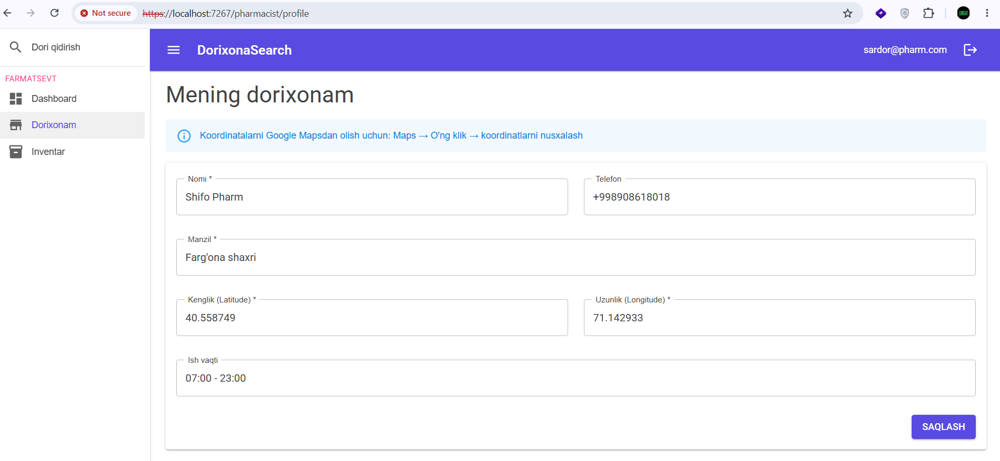 Not secure https://localhost:7267/pharmacist/profile
Dori qidirish
FARMATSEVT
Dashboard
Dorixonam
Inventar
DorixonaSearch
sardor@pharm.com
Mening dorixonam
Koordinatalarni Google Mapsdan olish uchun: Maps → O'ng klik → koordinatlarni nusxalash
Nomi *
Shifo Pharm
Telefon
+998908618018
Manzil *
Farg'ona shaxri
Kenglik (Latitude) *
40.558749
Uzunlik (Longitude) *
71.142933
Ish vaqti
07:00 - 23:00
SAQLASH